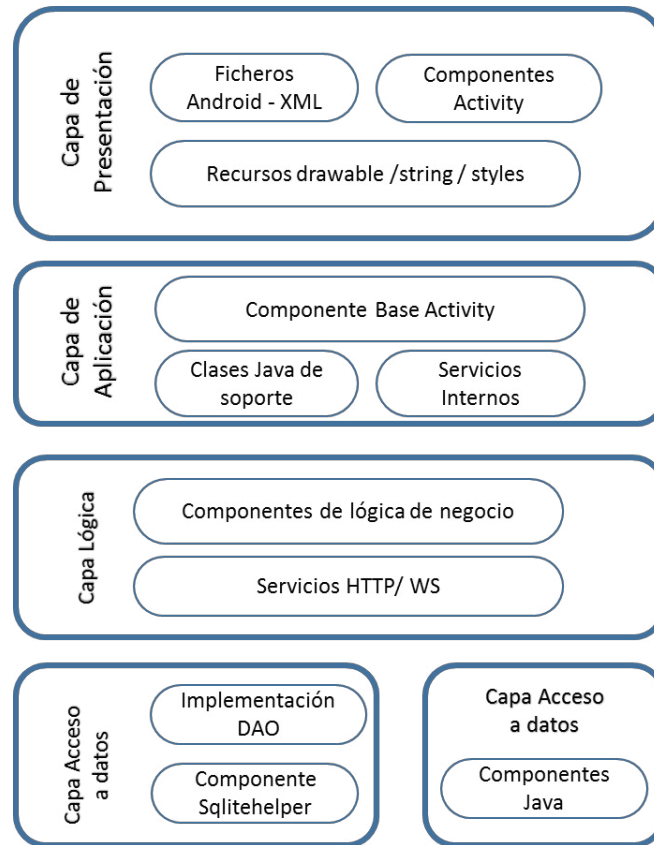 Capa de
Presentación
Ficheros
Android - XML
Componentes
Activity
Recursos drawable /string / styles
Capa de
Aplicación
Componente Base Activity
Clases Java de
soporte
Servicios
Internos
Capa Lógica
Componentes de lógica de negocio
Servicios HTTP/ WS
Capa Acceso
a datos
Implementación
DAO
Componente
Sqlitehelper
Capa Acceso
a datos
Componentes
Java